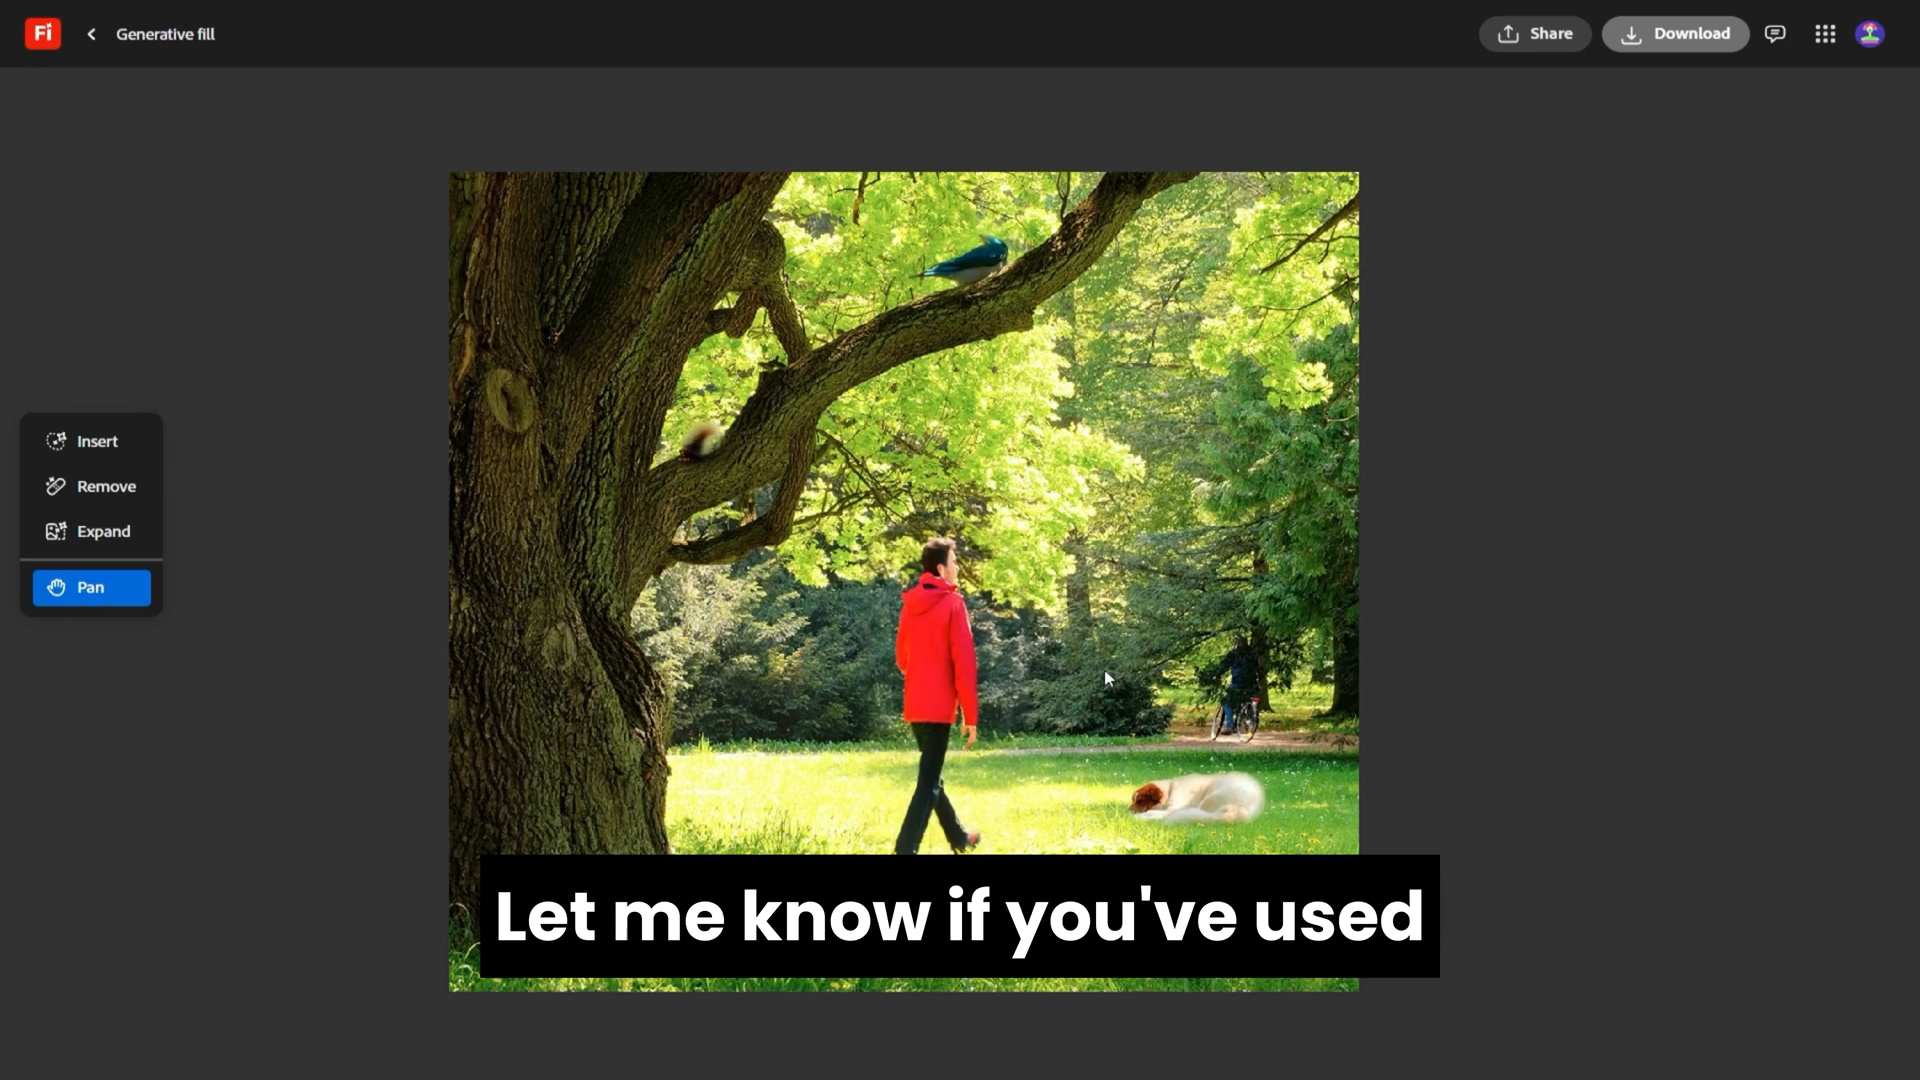 Fi
Generative fill
Share
Download
Insert
Remove
Expand
Pan
Let me know if you've used